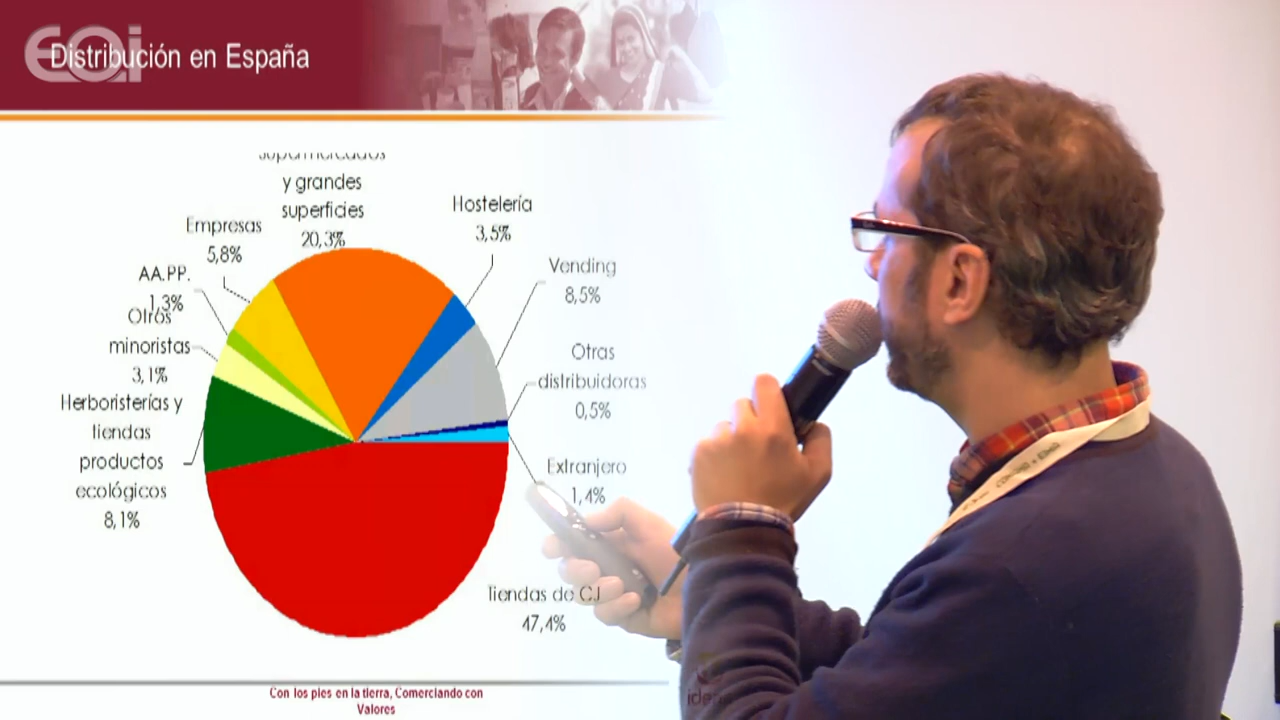 EOi
Distribución en España
Supermercados
y grandes
superficies
20,3%
Hostelería
3,5%
Empresas
5,8%
Vending
8,5%
AA.PP.
1,3%
Otros
minoristas
3,1%
Otras
distribuidoras
0,5%
Herboristerías y
tiendas
productos
ecológicos
8,1%
Extranjero
1,4%
Tiendas de CJ
47,4%
Con los pies en la tierra, Comerciando con
Valores